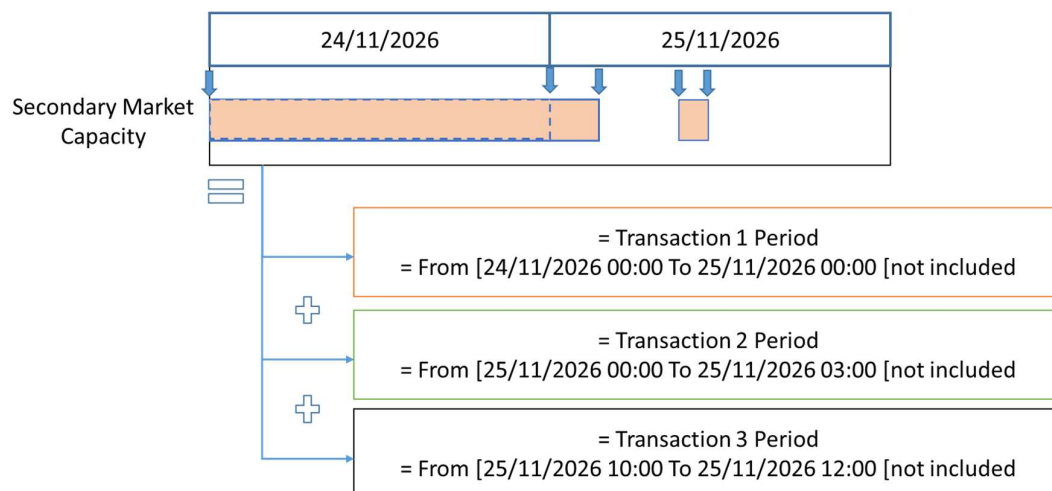 24/11/2026
25/11/2026
Secondary Market
Capacity
= Transaction 1 Period
= From [24/11/2026 00:00 To 25/11/2026 00:00 [not included
= Transaction 2 Period
= From [25/11/2026 00:00 To 25/11/2026 03:00 [not included
= Transaction 3 Period
= From [25/11/2026 10:00 To 25/11/2026 12:00 [not included